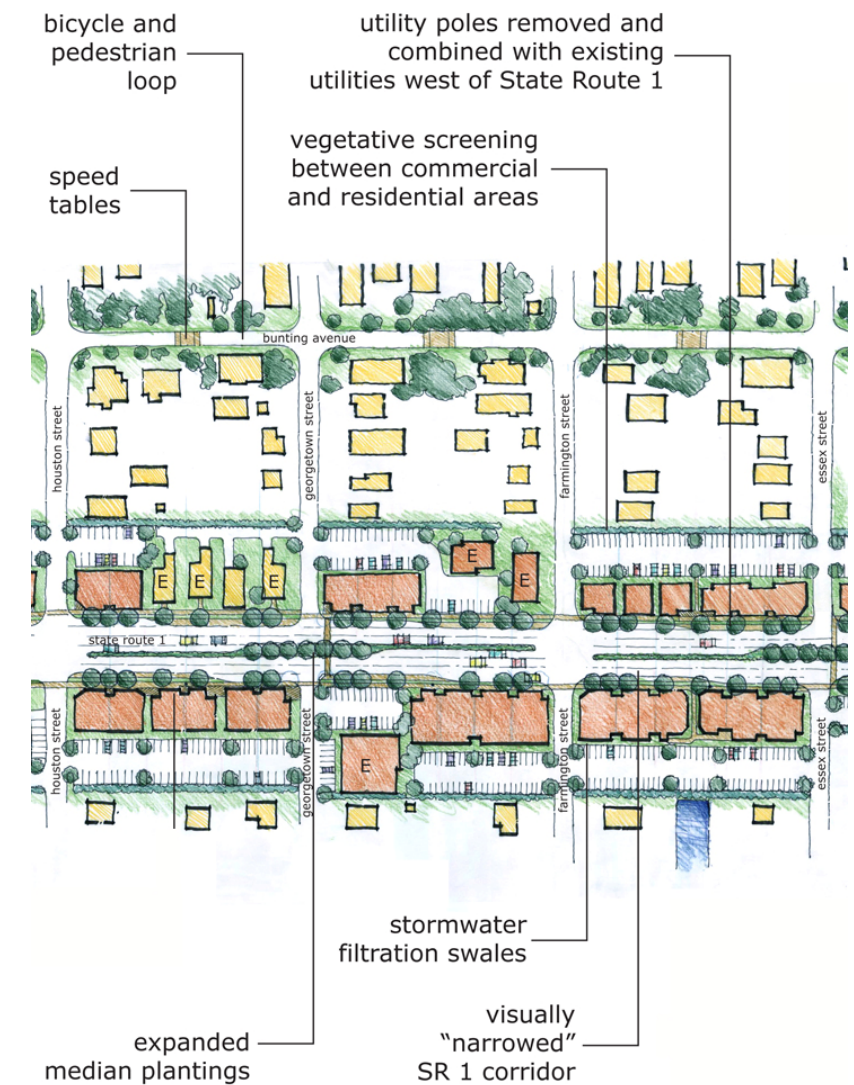 bicycle and
pedestrian
loop
utility poles removed and
combined with existing
utilities west of State Route 1
vegetative screening
between commercial
and residential areas
speed
tables
bunting avenue
houston street
georgetown street
farmington street
essex street
E
E
E
E
E
state route 1
houston street
georgetown street
farmington street
essex street
E
stormwater
filtration swales
expanded
median plantings
visually
"narrowed"
SR 1 corridor